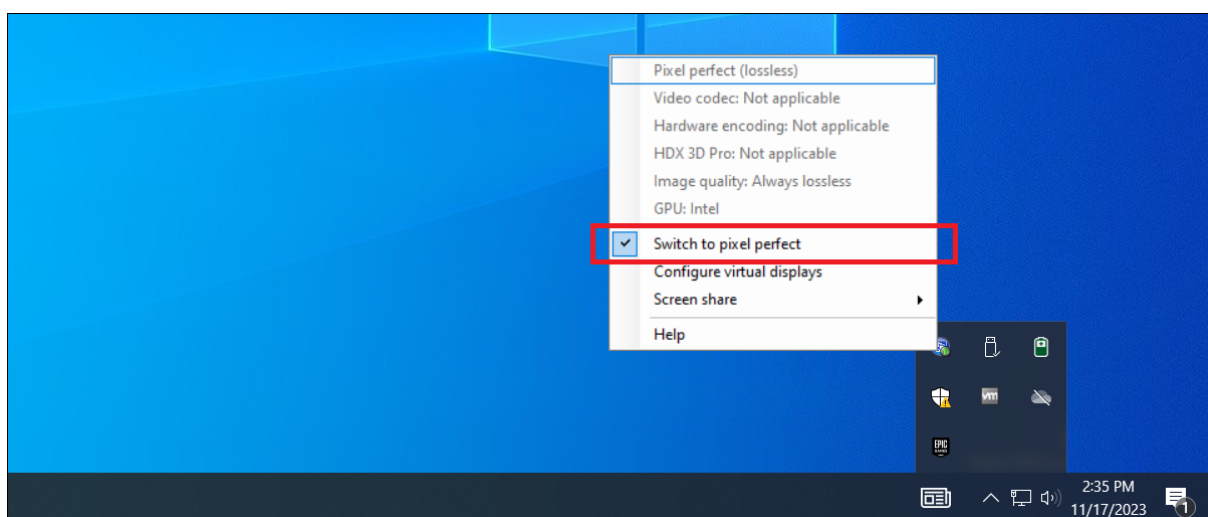 Pixel perfect (lossless)
Video codec: Not applicable
Hardware encoding: Not applicable
HDX 3D Pro: Not applicable
Image quality: Always lossless
GPU: Intel
Switch to pixel perfect
Configure virtual displays
Screen share
Help
vm
EPIC
GAMES
2:35 PM
11/17/2023
1